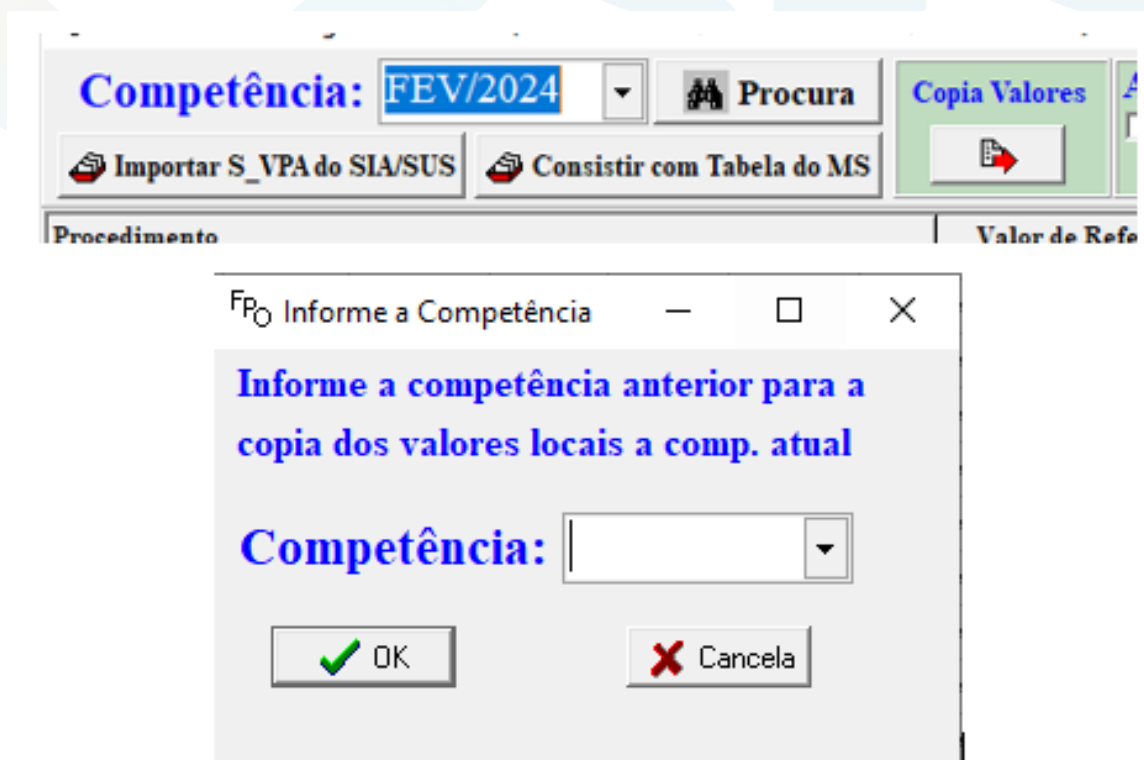 Competência: FEV/2024 Procura Copia Valores
Importar S_VPA do SIA/SUS Consistir com Tabela do MS
Procedimento Valor de Refe
FPO Informe a Competência
Informe a competência anterior para a
copia dos valores locais a comp. atual
Competência:
OK Cancela